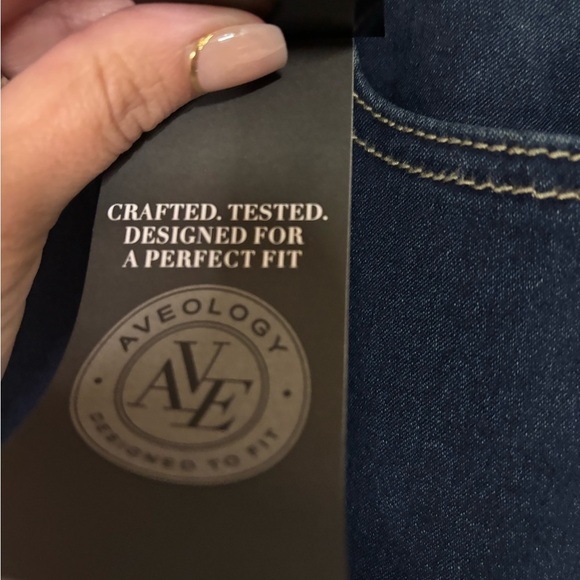 CRAFTED. TESTED.
DESIGNED FOR
A PERFECT FIT
AVEOLOGY
AVE
DESIGNED TO FIT